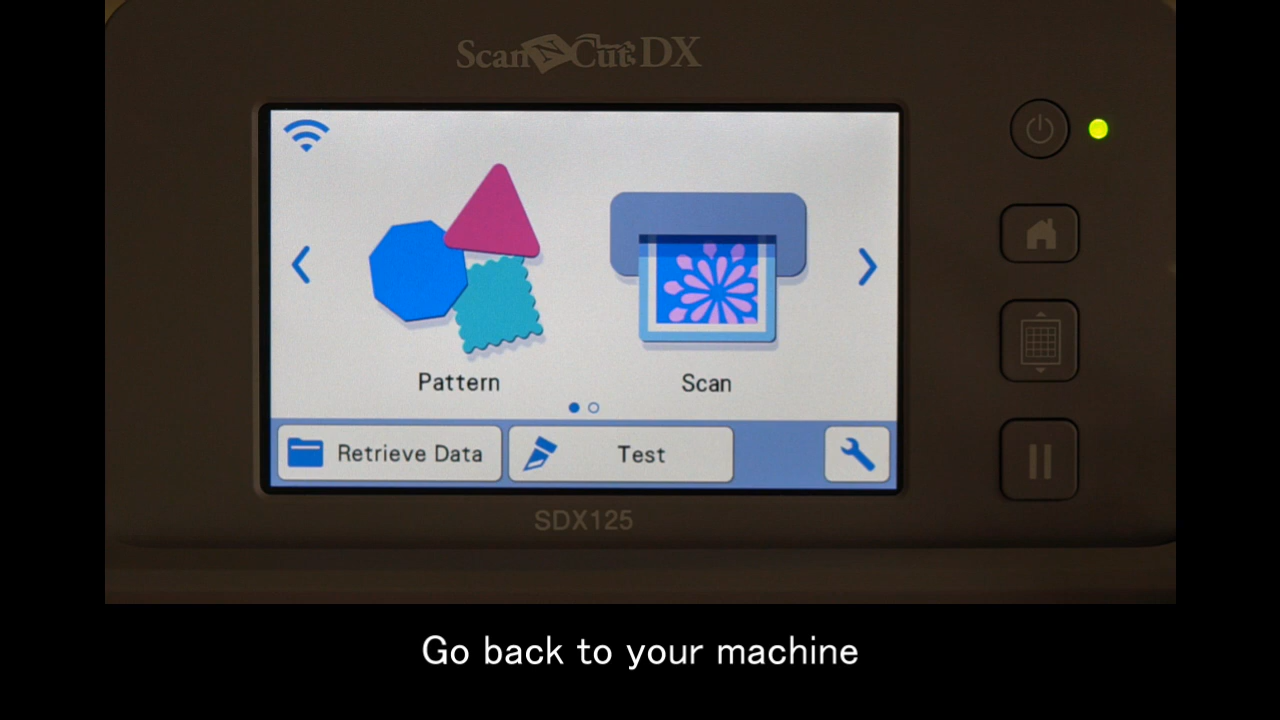 ScanNCut DX
Pattern
Scan
Retrieve Data
Test
SDX125
Go back to your machine